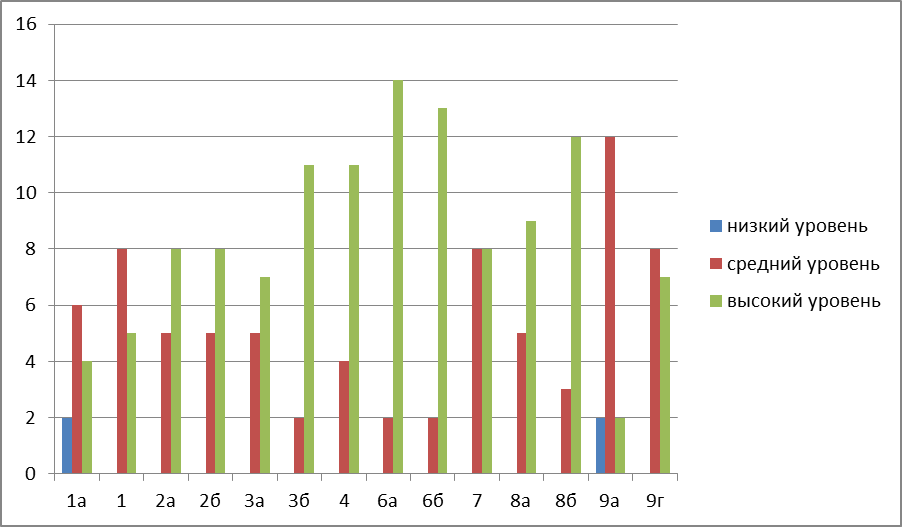 16
14
12
10
8
6
4
2
0
1а 1 2а 2б 3а 3б 4 6а 6б 7 8а 8б 9а 9г
низкий уровень
средний уровень
высокий уровень